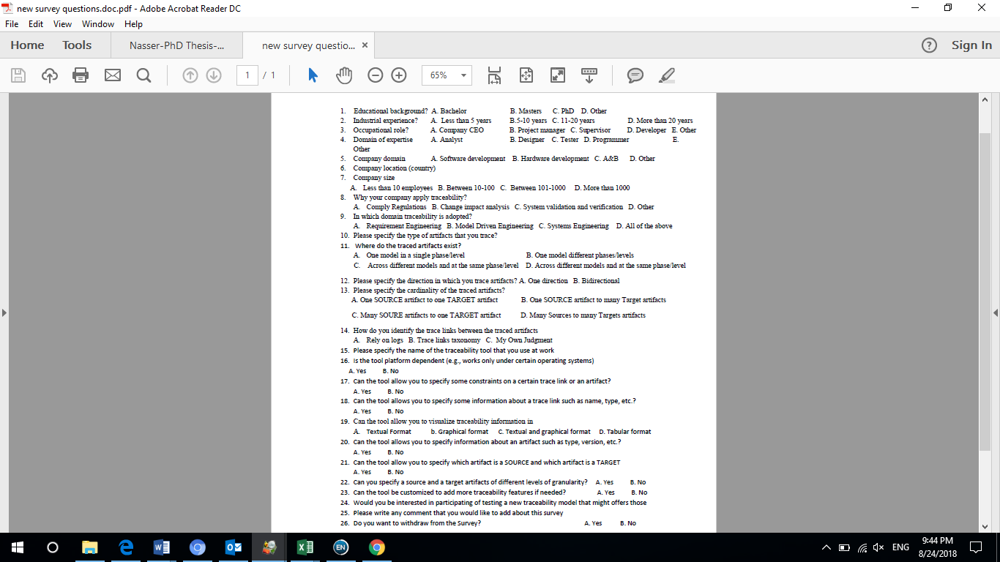 new survey questions.doc.pdf - Adobe Acrobat Reader DC
File Edit View Window Help
Home Tools Nasser-PhD Thesis-... new survey questio... × ? Sign In
1 / 1 65%
1. Educational background? A. Bachelor B. Masters C. PhD D. Other
2. Industrial experience? A. Less than 5 years B.5-10 years C. 11-20 years D. More than 20 years
3. Occupational role? A. Company CEO B. Project manager C. Supervisor D. Developer E. Other
4. Domain of expertise A. Analyst B. Designer C. Tester D. Programmer E.
Other
5. Company domain A. Software development B. Hardware development C. A&B D. Other
6. Company location (country)
7. Company size
A. Less than 10 employees B. Between 10-100 C. Between 101-1000 D. More than 1000
8. Why your company apply traceability?
A. Comply Regulations B. Change impact analysis C. System validation and verification D. Other
9. In which domain traceability is adopted?
A. Requirement Engineering B. Model Driven Engineering C. Systems Engineering D. All of the above
10. Please specify the type of artifacts that you trace?
11. Where do the traced artifacts exist?
A. One model in a single phase/level B. One model different phases/levels
C. Across different models and at the same phase/level D. Across different models and at the same phase/level
12. Please specify the direction in which you trace artifacts? A. One direction B. Bidirectional
13. Please specify the cardinality of the traced artifacts?
A. One SOURCE artifact to one TARGET artifact B. One SOURCE artifact to many Target artifacts
C. Many SOURE artifacts to one TARGET artifact D. Many Sources to many Targets artifacts
14. How do you identify the trace links between the traced artifacts
A. Rely on logs B. Trace links taxonomy C. My Own Judgment
15. Please specify the name of the traceability tool that you use at work
16. Is the tool platform dependent (e.g., works only under certain operating systems)
A. Yes B. No
17. Can the tool allow you to specify some constraints on a certain trace link or an artifact?
A. Yes B. No
18. Can the tool allows you to specify some information about a trace link such as name, type, etc.?
A. Yes B. No
19. Can the tool allow you to visualize traceability information in
A. Textual Format b. Graphical format C. Textual and graphical format D. Tabular format
20. Can the tool allows you to specify information about an artifact such as type, version, etc.?
A. Yes B. No
21. Can the tool allow you to specify which artifact is a SOURCE and which artifact is a TARGET
A. Yes B. No
22. Can you specify a source and a target artifacts of different levels of granularity? A. Yes B. No
23. Can the tool be customized to add more traceability features if needed? A. Yes B. No
24. Would you be interested in participating of testing a new traceability model that might offers those
25. Please write any comment that you would like to add about this survey
26. Do you want to withdraw from the Survey? A. Yes B. No
EN ENG 9:44 PM
8/24/2018